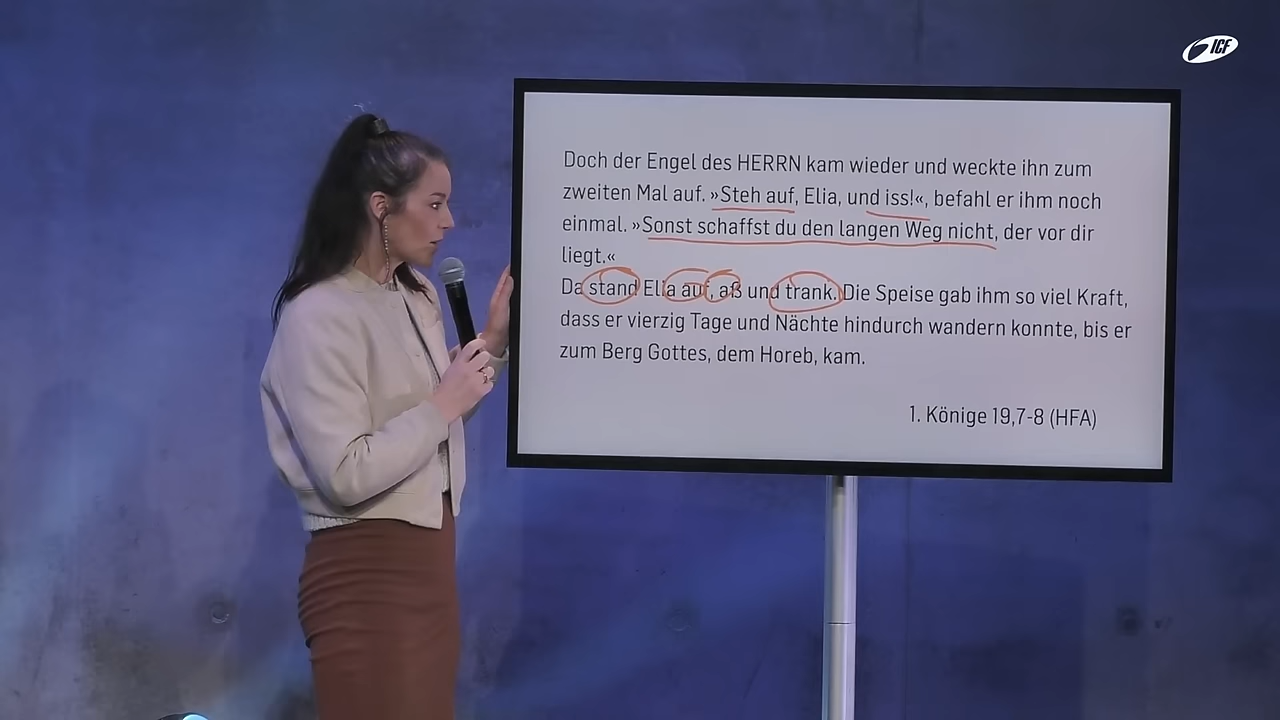 ICF
Doch der Engel des HERRN kam wieder und weckte ihn zum
zweiten Mal auf. »Steh auf, Elia, und iss!«, befahl er ihm noch
einmal. »Sonst schaffst du den langen Weg nicht, der vor dir
liegt.«
Da stand Elia auf, aß und trank. Die Speise gab ihm so viel Kraft,
dass er vierzig Tage und Nächte hindurch wandern konnte, bis er
zum Berg Gottes, dem Horeb, kam.
1. Könige 19,7-8 (HFA)